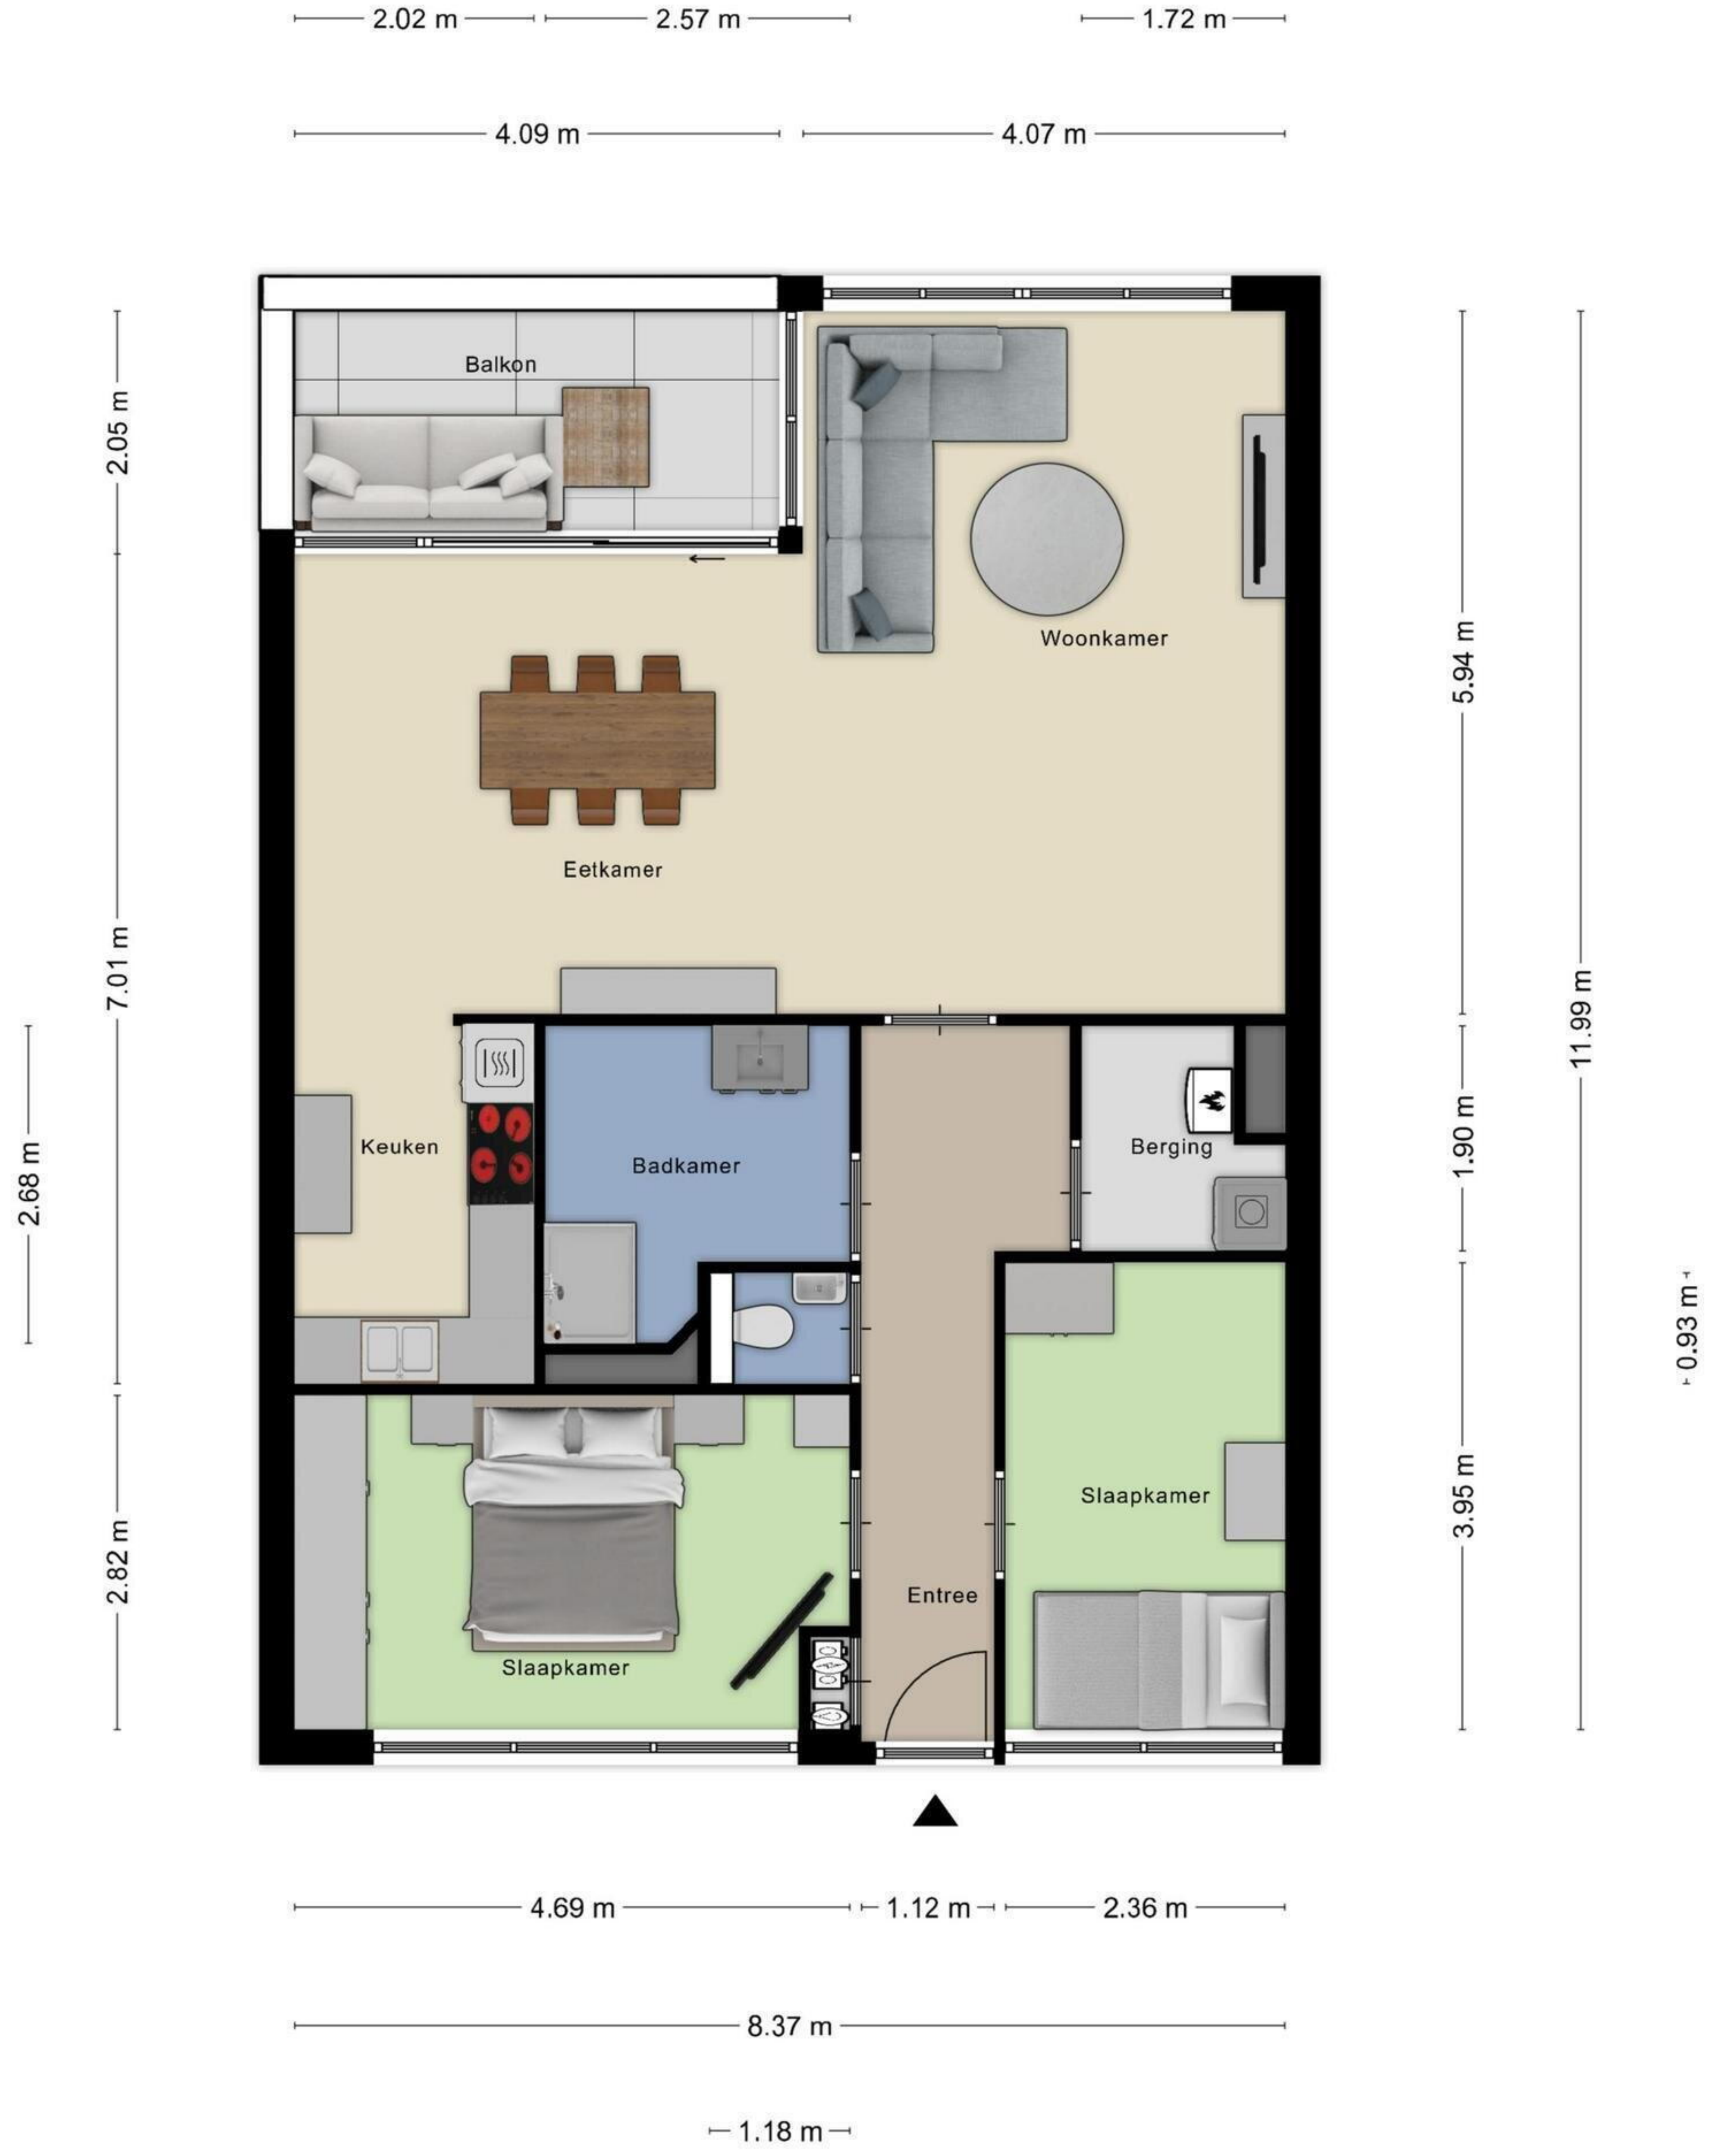 2.02 m
2.57 m
1.72 m
4.09 m
4.07 m
Balkon
2.05 m
Woonkamer
5.94 m
Eetkamer
7.01 m
11.99 m
Keuken
Badkamer
Berging
1.90 m
2.68 m
0.93 m
Slaapkamer
3.95 m
2.82 m
Entree
Slaapkamer
4.69 m
1.12 m
2.36 m
8.37 m
1.18 m